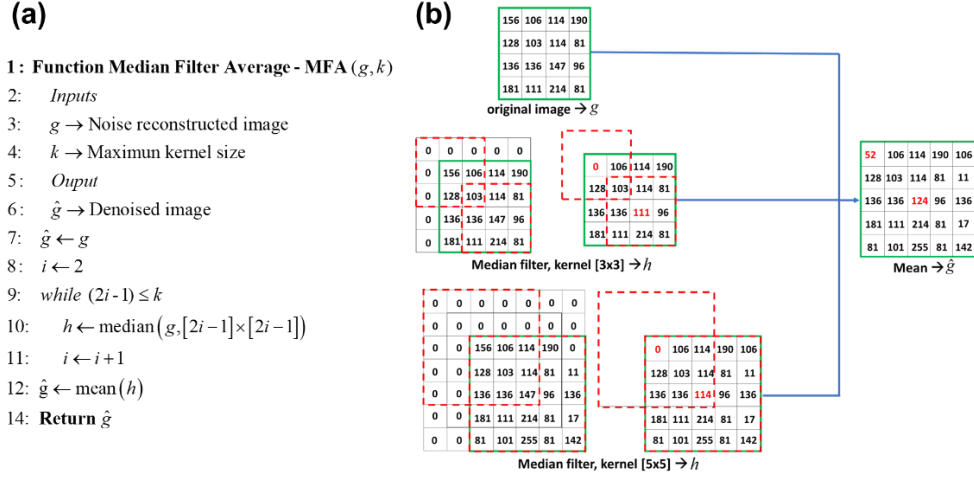 (a)
1: Function Median Filter Average - MFA (g,k)
2: Inputs
3: g → Noise reconstructed image
4: k → Maximun kernel size
5: Ouput
6: ĝ → Denoised image
7: ĝ ← g
8: i ← 2
9: while (2i-1) ≤ k
10: h ← median(g,[2i−1]×[2i−1])
11: i ← i+1
12: ĝ ← mean(h)
14: Return ĝ
(b)
156 106 114 190
128 103 114 81
136 136 147 96
181 111 214 81
original image → g
0 0 0 0 0
0 156 106 114 190
0 128 103 114 81
0 136 136 147 96
0 181 111 214 81
0 106 114 190
128 103 114 81
136 136 111 96
181 111 214 81
Median filter, kernel [3x3] → h
0 0 0 0 0 0 0
0 0 0 0 0 0 0
0 0 156 106 114 190 0
0 0 128 103 114 81 11
0 0 136 136 147 96 136
0 0 181 111 214 81 17
0 0 81 101 255 81 142
0 106 114 190 106
128 103 114 81 11
136 136 114 96 136
181 111 214 81 17
81 101 255 81 142
Median filter, kernel [5x5] → h
52 106 114 190 106
128 103 114 81 11
136 136 124 96 136
181 111 214 81 17
81 101 255 81 142
Mean → ĝ